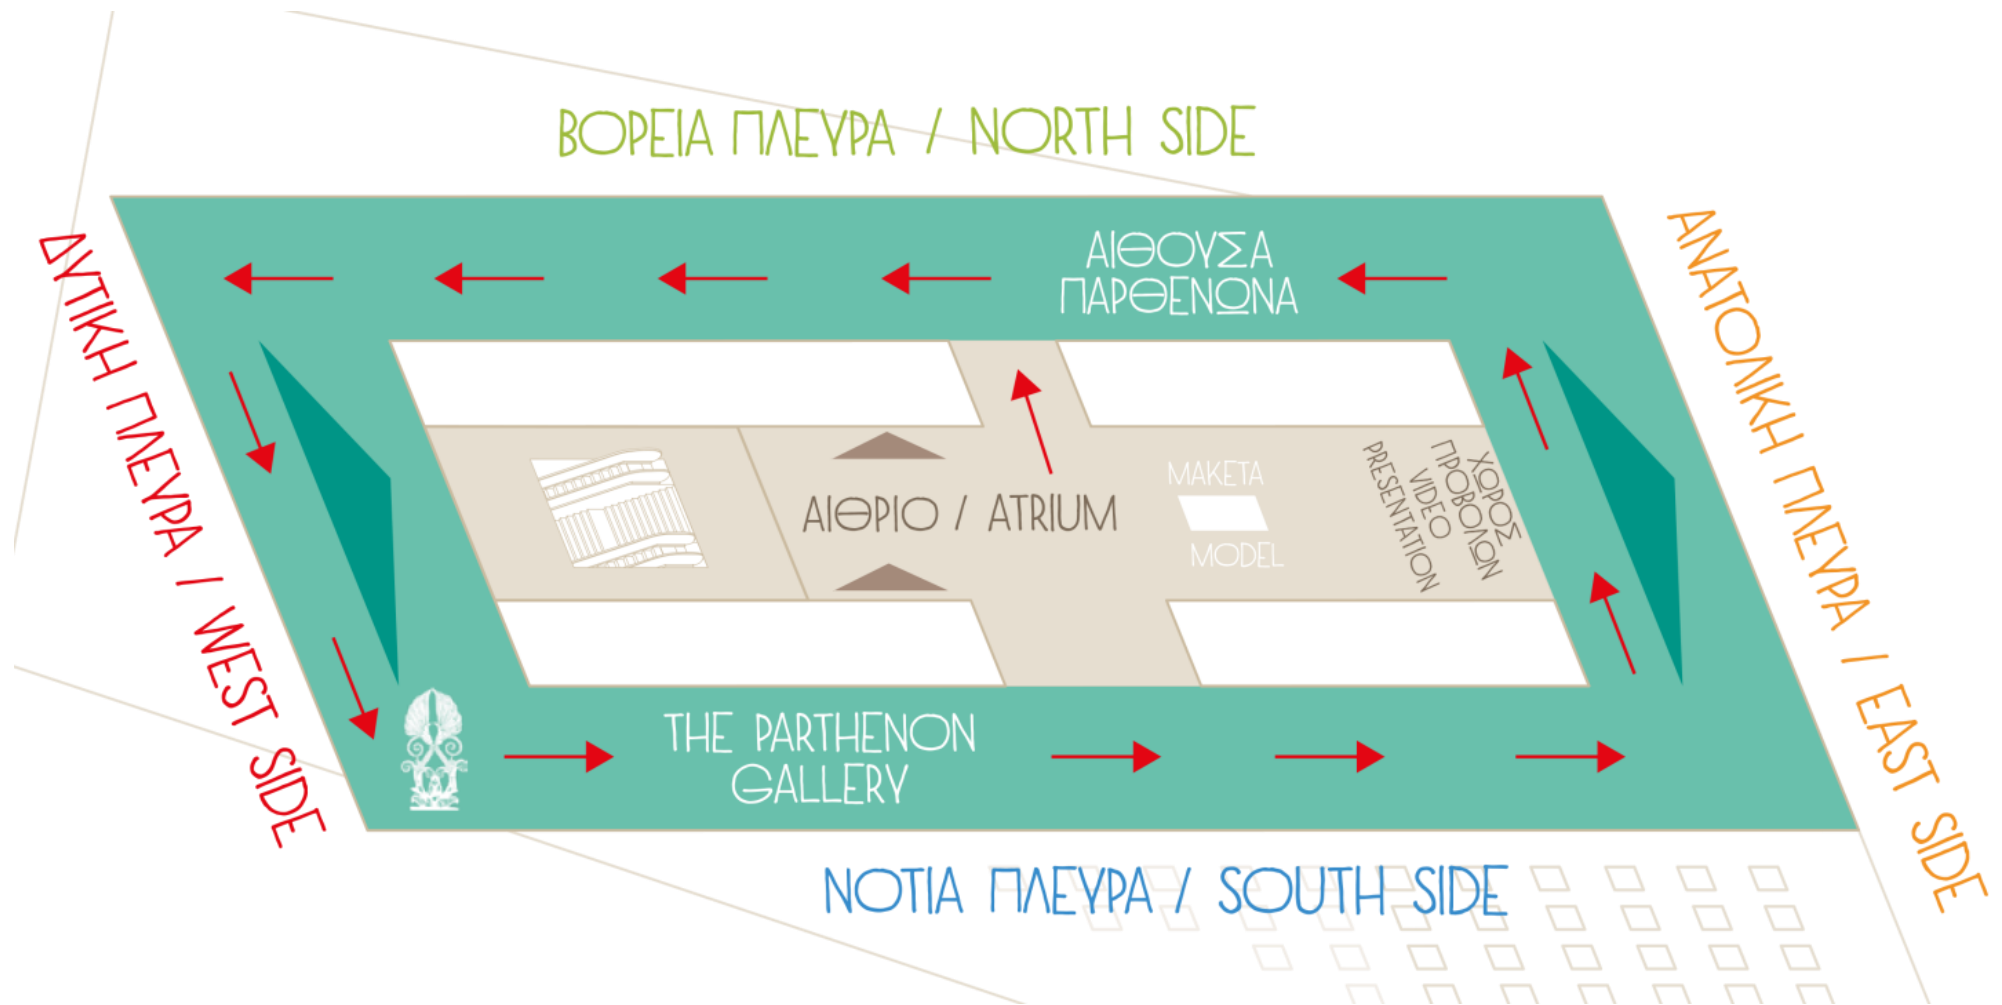 ΒΟΡΕΙΑ ΠΛΕΥΡΑ / NORTH SIDE
ΑΙΘΟΥΣΑ
ΠΑΡΘΕΝΩΝΑ
ΔΥΤΙΚΗ ΠΛΕΥΡΑ / WEST SIDE
ΑΝΑΤΟΛΙΚΗ ΠΛΕΥΡΑ / EAST SIDE
ΑΙΘΡΙΟ / ATRIUM
ΜΑΚΕΤΑ
MODEL
ΧΩΡΟΣ
ΠΡΟΒΟΛΩΝ
VIDEO
PRESENTATION
THE PARTHENON
GALLERY
ΝΟΤΙΑ ΠΛΕΥΡΑ / SOUTH SIDE